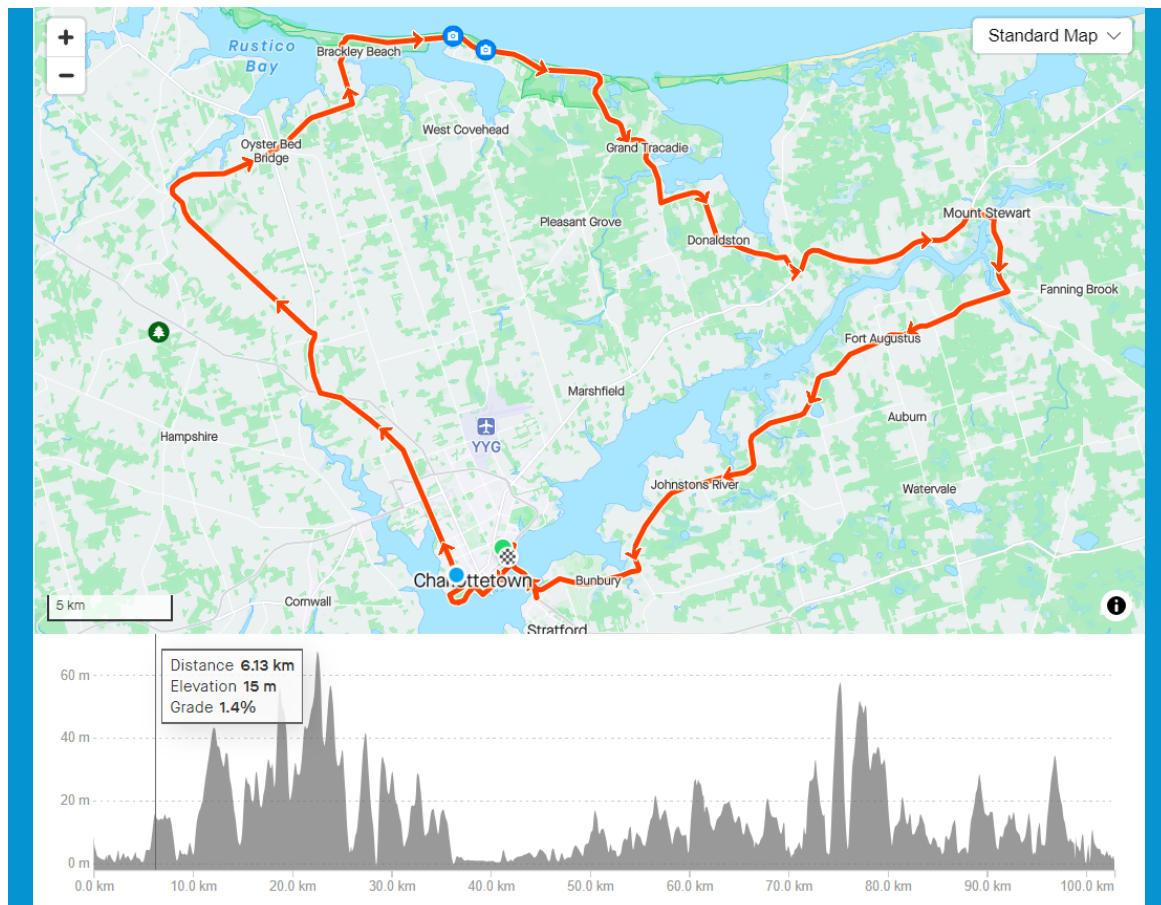 +
Standard Map
−
Rustico
Bay
Brackley Beach
West Covehead
Oyster Bed
Bridge
Grand Tracadie
Mount Stewart
Pleasant Grove
Donaldston
Fanning Brook
Fort Augustus
Marshfield
Auburn
YYG
Hampshire
Johnstons River
Watervale
Charlottetown
Bunbury
5 km
Cornwall
i
Stratford
Distance 6.13 km
Elevation 15 m
Grade 1.4%
60 m
40 m
20 m
0 m
0.0 km 10.0 km 20.0 km 30.0 km 40.0 km 50.0 km 60.0 km 70.0 km 80.0 km 90.0 km 100.0 km